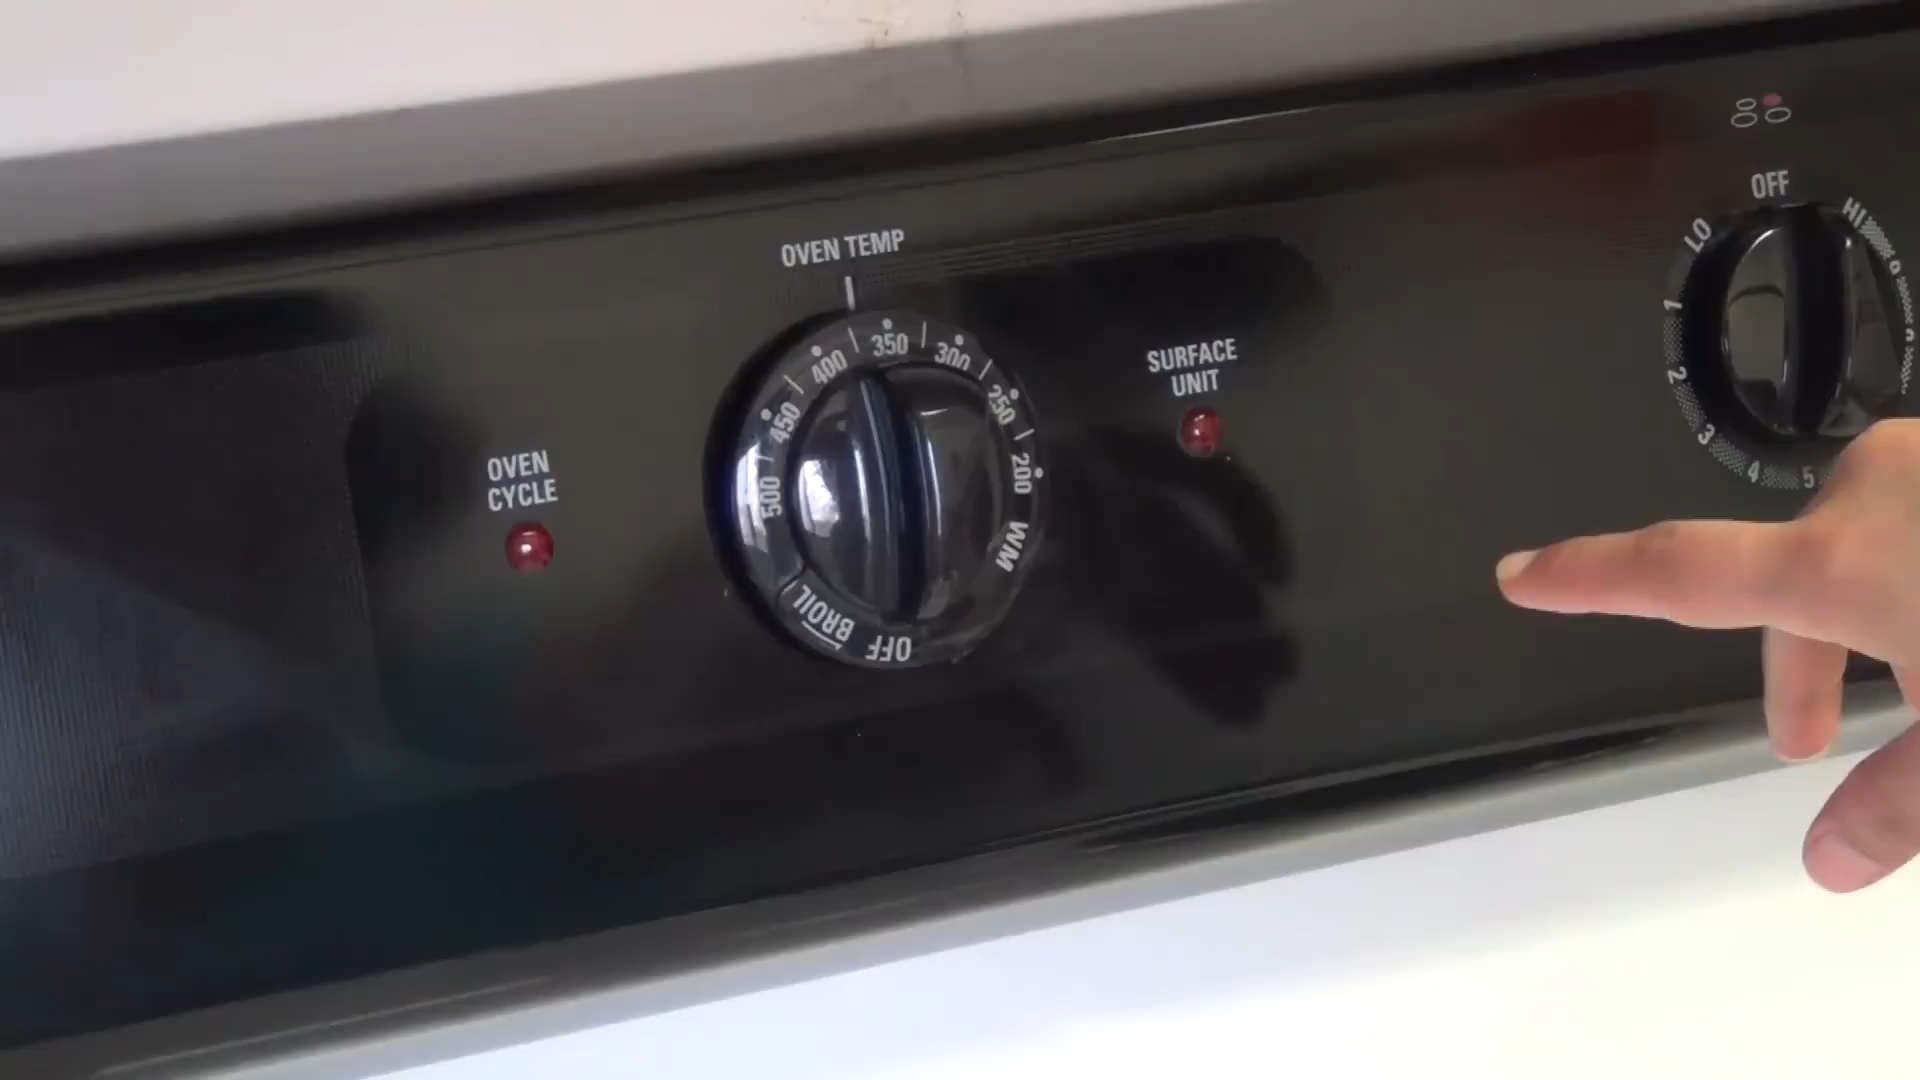 OVEN TEMP
OVEN
CYCLE
500
450
400
350
300
250
200
WM
OFF
BROIL
SURFACE
UNIT
OFF
LO
1
2
3
4
5
HI